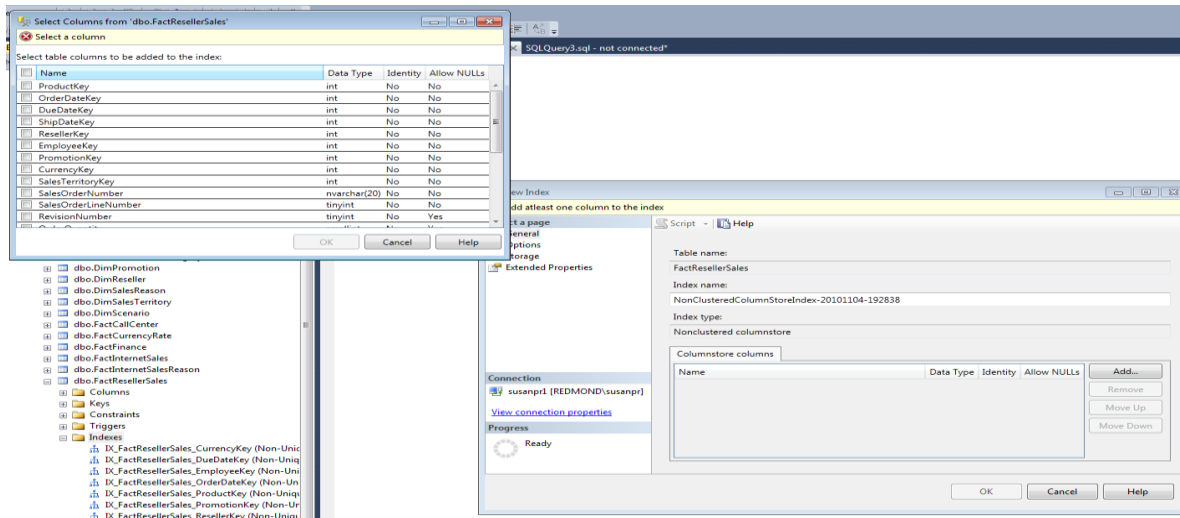 Select Columns from 'dbo.FactResellerSales'
Select a column
Select table columns to be added to the index:
Name Data Type Identity Allow NULLs
ProductKey int No No
OrderDateKey int No No
DueDateKey int No No
ShipDateKey int No No
ResellerKey int No No
EmployeeKey int No No
PromotionKey int No No
CurrencyKey int No No
SalesTerritoryKey int No No
SalesOrderNumber nvarchar(20) No No
SalesOrderLineNumber tinyint No No
RevisionNumber tinyint No Yes
OK Cancel Help
SQLQuery3.sql - not connected*
dbo.DimPromotion
dbo.DimReseller
dbo.DimSalesReason
dbo.DimSalesTerritory
dbo.DimScenario
dbo.FactCallCenter
dbo.FactCurrencyRate
dbo.FactFinance
dbo.FactInternetSales
dbo.FactInternetSalesReason
dbo.FactResellerSales
Columns
Keys
Constraints
Triggers
Indexes
IX_FactResellerSales_CurrencyKey (Non-Unic
IX_FactResellerSales_DueDateKey (Non-Uniq
IX_FactResellerSales_EmployeeKey (Non-Uni
IX_FactResellerSales_OrderDateKey (Non-Un
IX_FactResellerSales_ProductKey (Non-Uniqu
IX_FactResellerSales_PromotionKey (Non-Ur
IX_FactResellerSales_ResellerKey (Non-Uniqu
ew Index
dd atleast one column to the index
ct a page
General
Options
torage
Extended Properties
Connection
susanpr1 [REDMOND\susanpr]
View connection properties
Progress
Ready
Script Help
Table name:
FactResellerSales
Index name:
NonClusteredColumnStoreIndex-20101104-192838
Index type:
Nonclustered columnstore
Columnstore columns
Name Data Type Identity Allow NULLs
Add...
Remove
Move Up
Move Down
OK Cancel Help